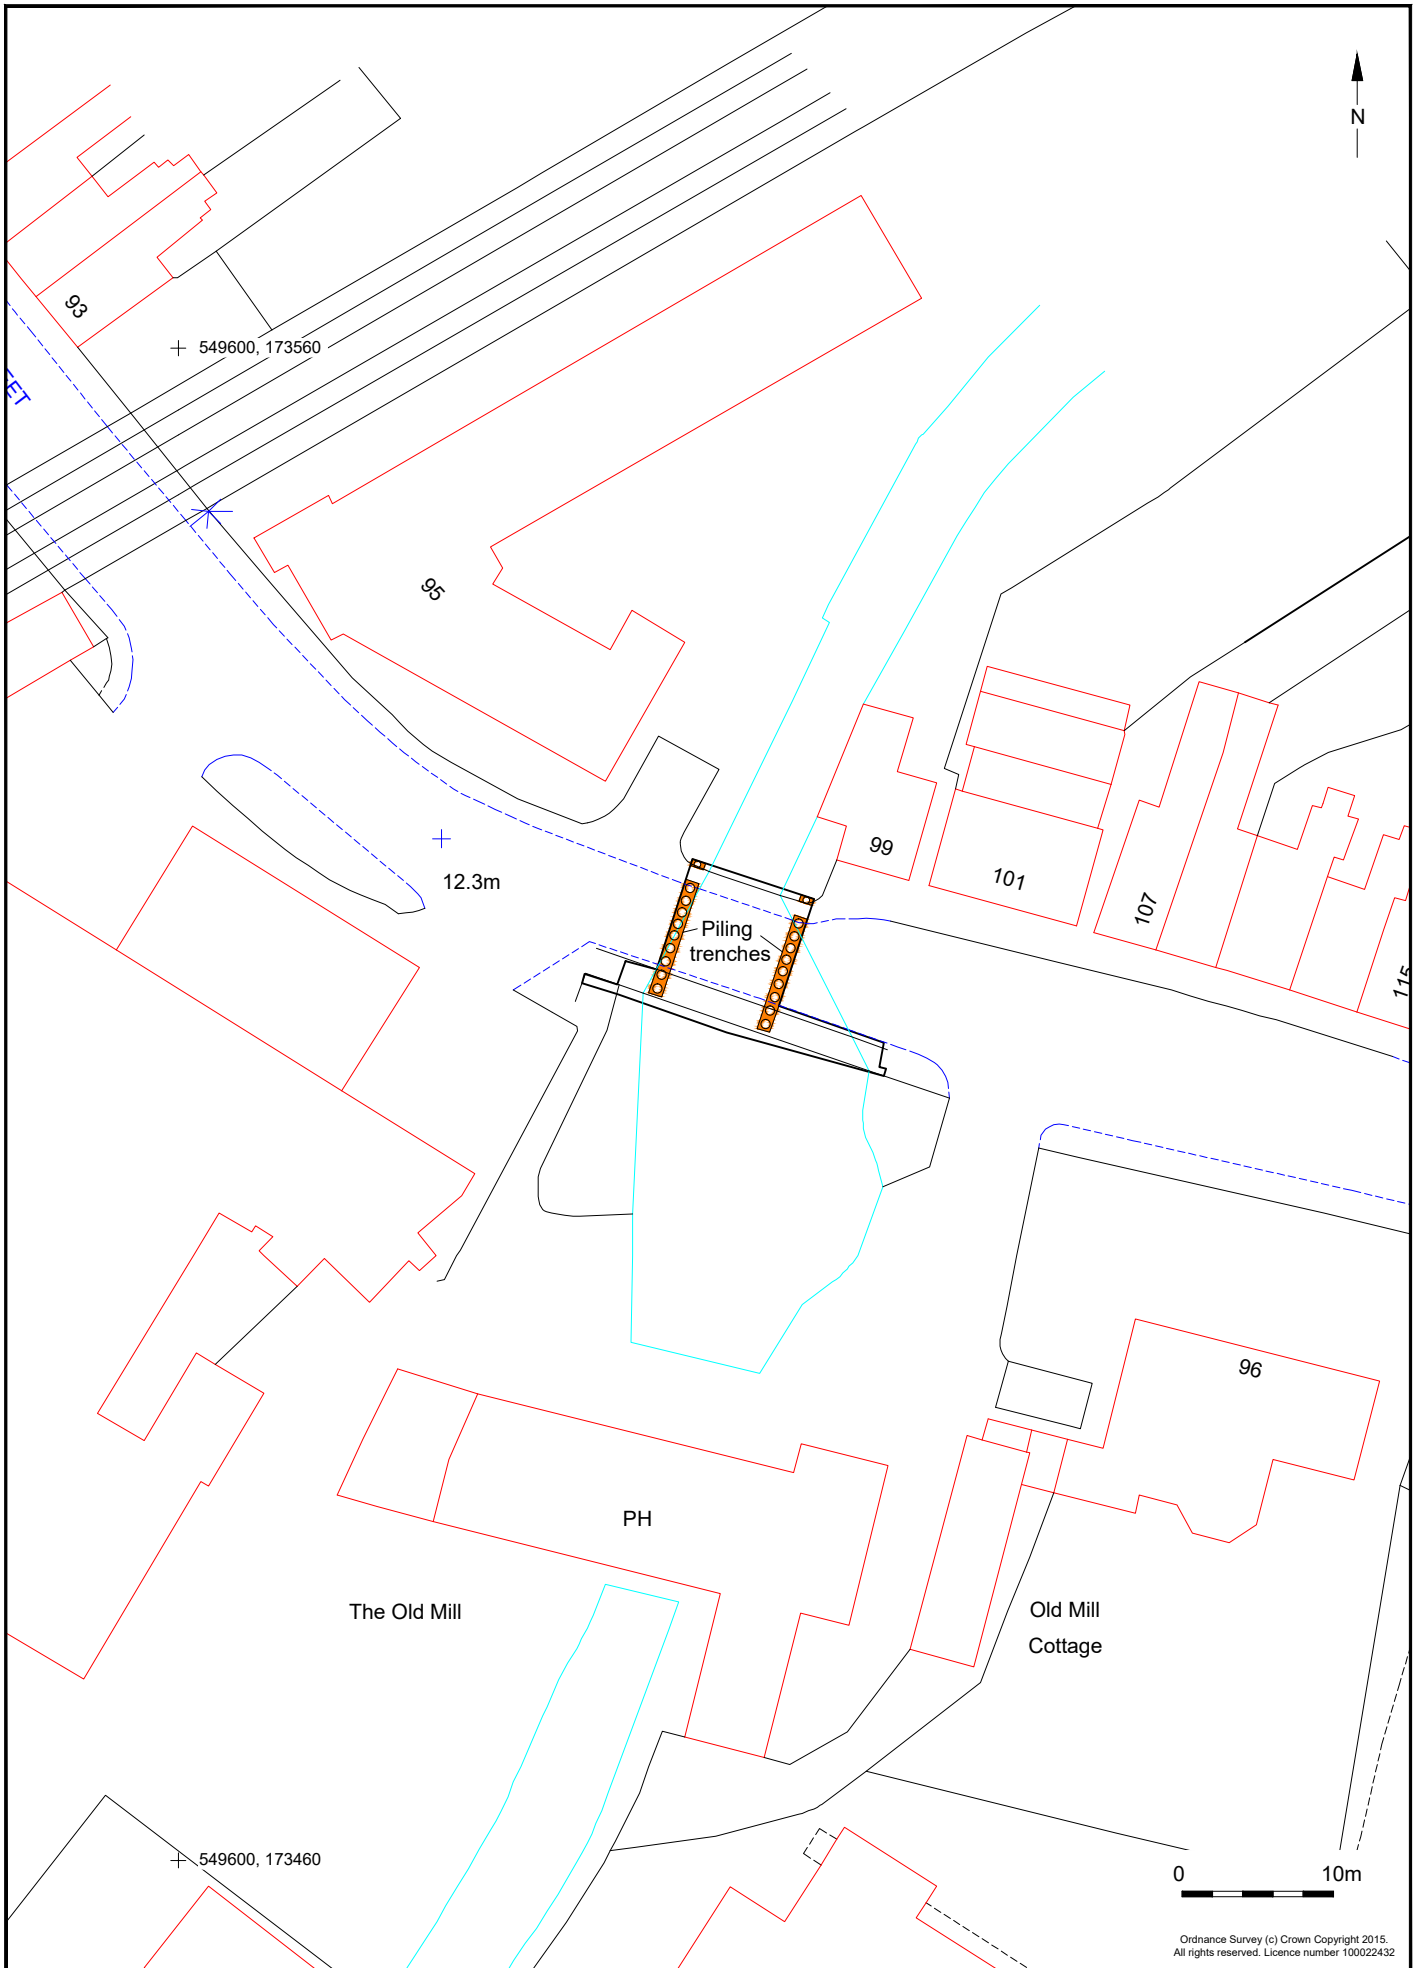 N
93
549600, 173560
95
12.3m
99
101
107
115
Piling
trenches
96
PH
The Old Mill
Old Mill
Cottage
549600, 173460
0 10m
Ordnance Survey (c) Crown Copyright 2015.
All rights reserved. Licence number 100022432